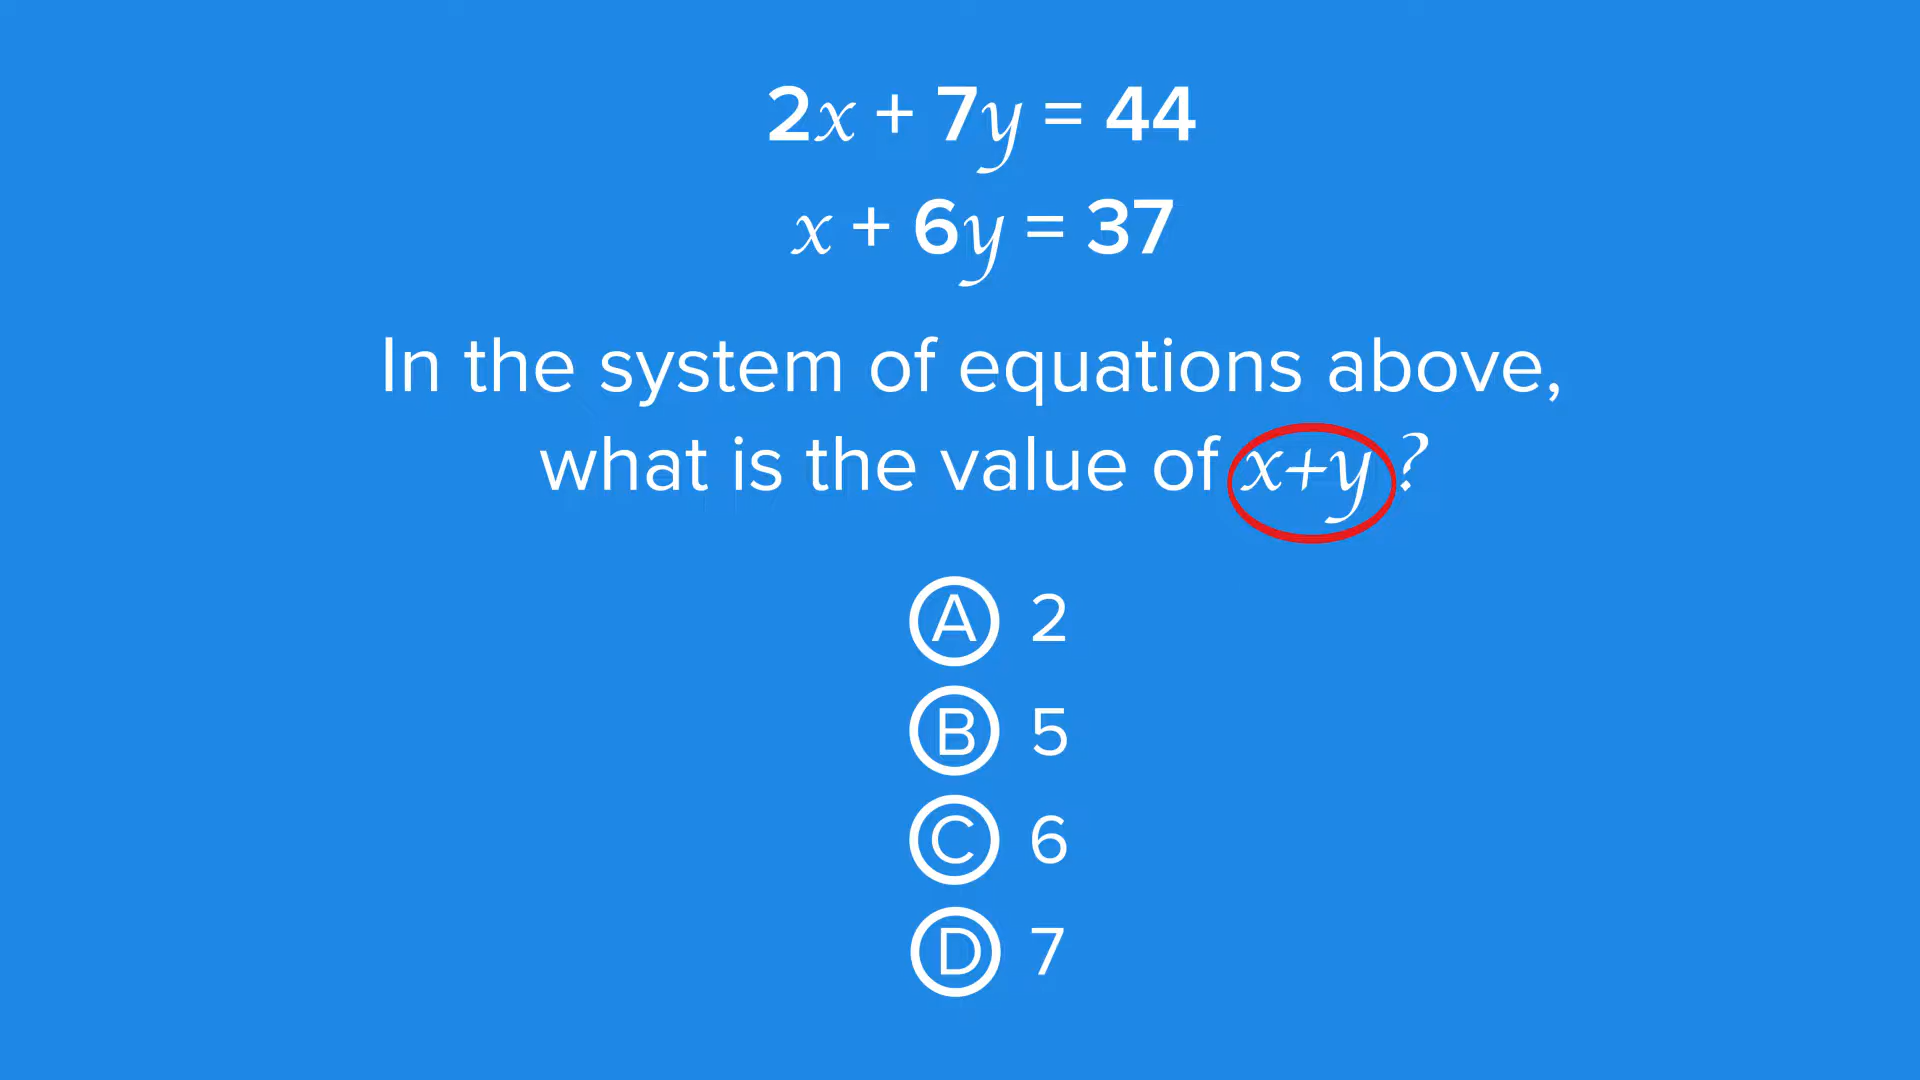 2x + 7y = 44
x + 6y = 37
In the system of equations above,
what is the value of x+y ?
A 2
B 5
C 6
D 7